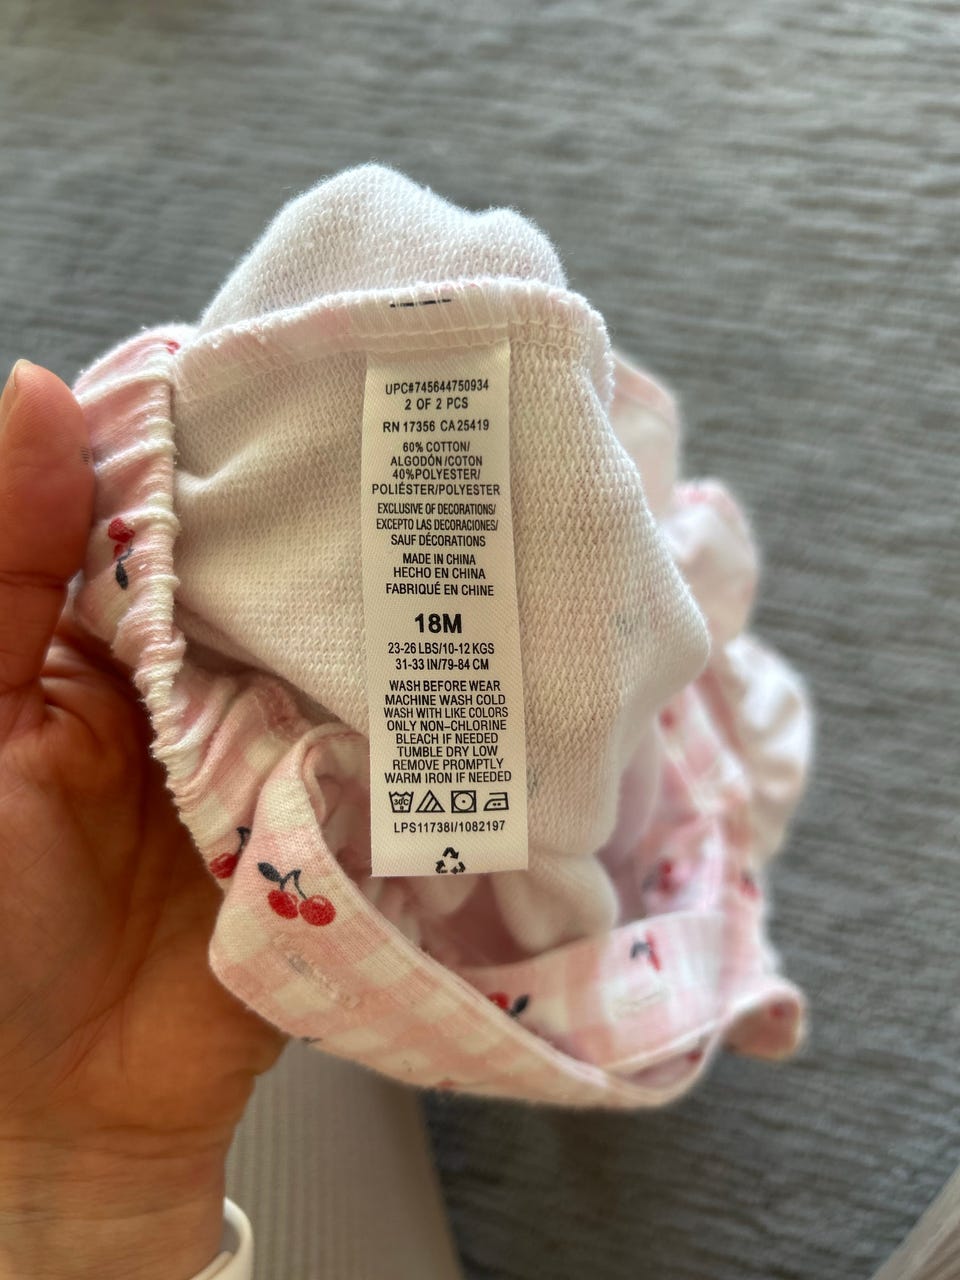 UPC#745644750934
2 OF 2 PCS
RN 17356 CA 25419
60% COTTON/
ALGODÓN/COTON
40%POLYESTER/
POLIÉSTER/POLYESTER
EXCLUSIVE OF DECORATIONS/
EXCEPTO LAS DECORACIONES/
SAUF DÉCORATIONS
MADE IN CHINA
HECHO EN CHINA
FABRIQUÉ EN CHINE
18M
23-26 LBS/10-12 KGS
31-33 IN/79-84 CM
WASH BEFORE WEAR
MACHINE WASH COLD
WASH WITH LIKE COLORS
ONLY NON-CHLORINE
BLEACH IF NEEDED
TUMBLE DRY LOW
REMOVE PROMPTLY
WARM IRON IF NEEDED
30°C
LPS11738I/1082197